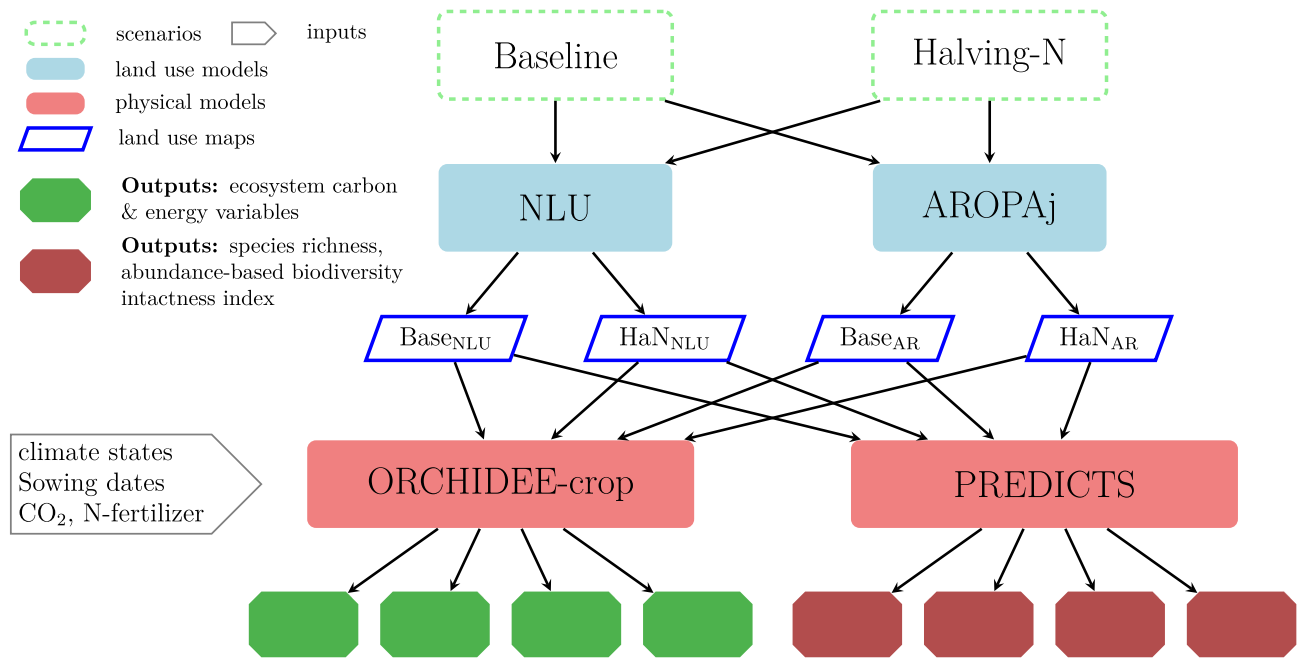 scenarios
inputs
land use models
physical models
land use maps
Outputs: ecosystem carbon
& energy variables
Outputs: species richness,
abundance-based biodiversity
intactness index
Baseline
Halving-N
NLU
AROPAj
Base_NLU
HaN_NLU
Base_AR
HaN_AR
climate states
Sowing dates
CO₂, N-fertilizer
ORCHIDEE-crop
PREDICTS